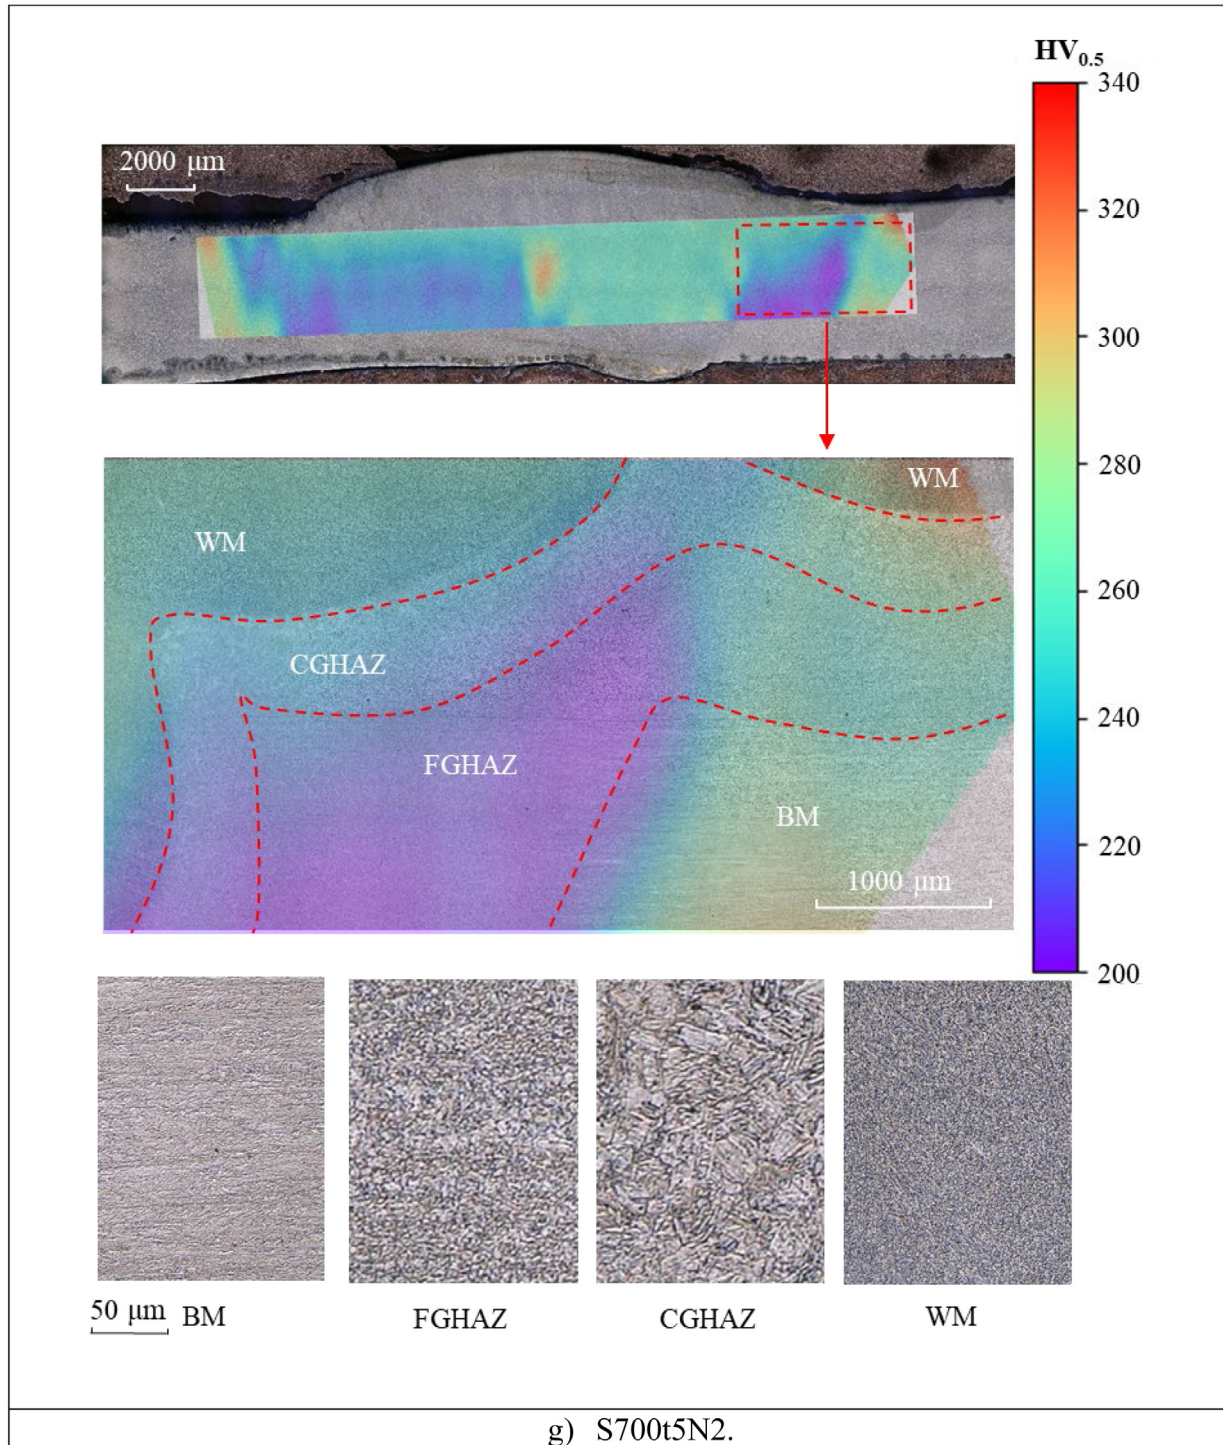 HV0.5
340
2000 μm
320
300
280
WM
WM
260
CGHAZ
FGHAZ
240
BM
1000 μm
220
200
50 μm
BM
FGHAZ
CGHAZ
WM
g) S700t5N2.